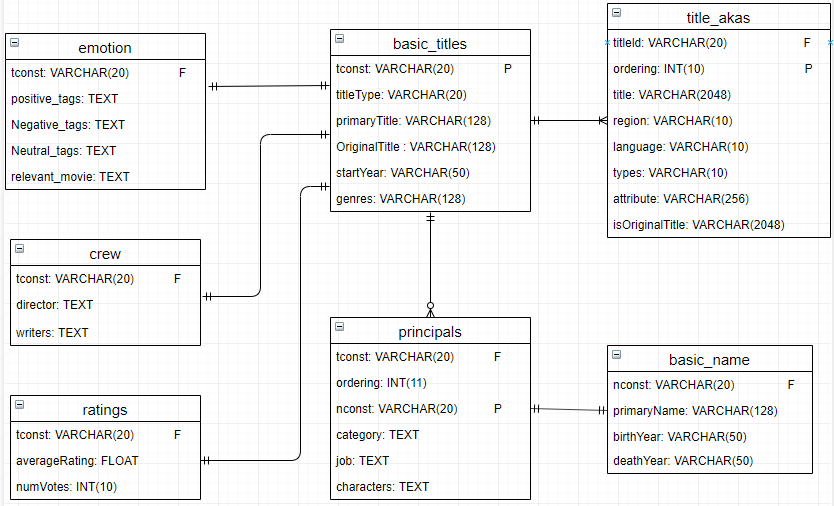 emotion
tconst: VARCHAR(20) F
positive_tags: TEXT
Negative_tags: TEXT
Neutral_tags: TEXT
relevant_movie: TEXT
basic_titles
tconst: VARCHAR(20) P
titleType: VARCHAR(20)
primaryTitle: VARCHAR(128)
OriginalTitle : VARCHAR(128)
startYear: VARCHAR(50)
genres: VARCHAR(128)
title_akas
titleId: VARCHAR(20) F
ordering: INT(10) P
title: VARCHAR(2048)
region: VARCHAR(10)
language: VARCHAR(10)
types: VARCHAR(10)
attribute: VARCHAR(256)
isOriginalTitle: VARCHAR(2048)
crew
tconst: VARCHAR(20) F
director: TEXT
writers: TEXT
principals
tconst: VARCHAR(20) F
ordering: INT(11)
nconst: VARCHAR(20) P
category: TEXT
job: TEXT
characters: TEXT
basic_name
nconst: VARCHAR(20) F
primaryName: VARCHAR(128)
birthYear: VARCHAR(50)
deathYear: VARCHAR(50)
ratings
tconst: VARCHAR(20) F
averageRating: FLOAT
numVotes: INT(10)